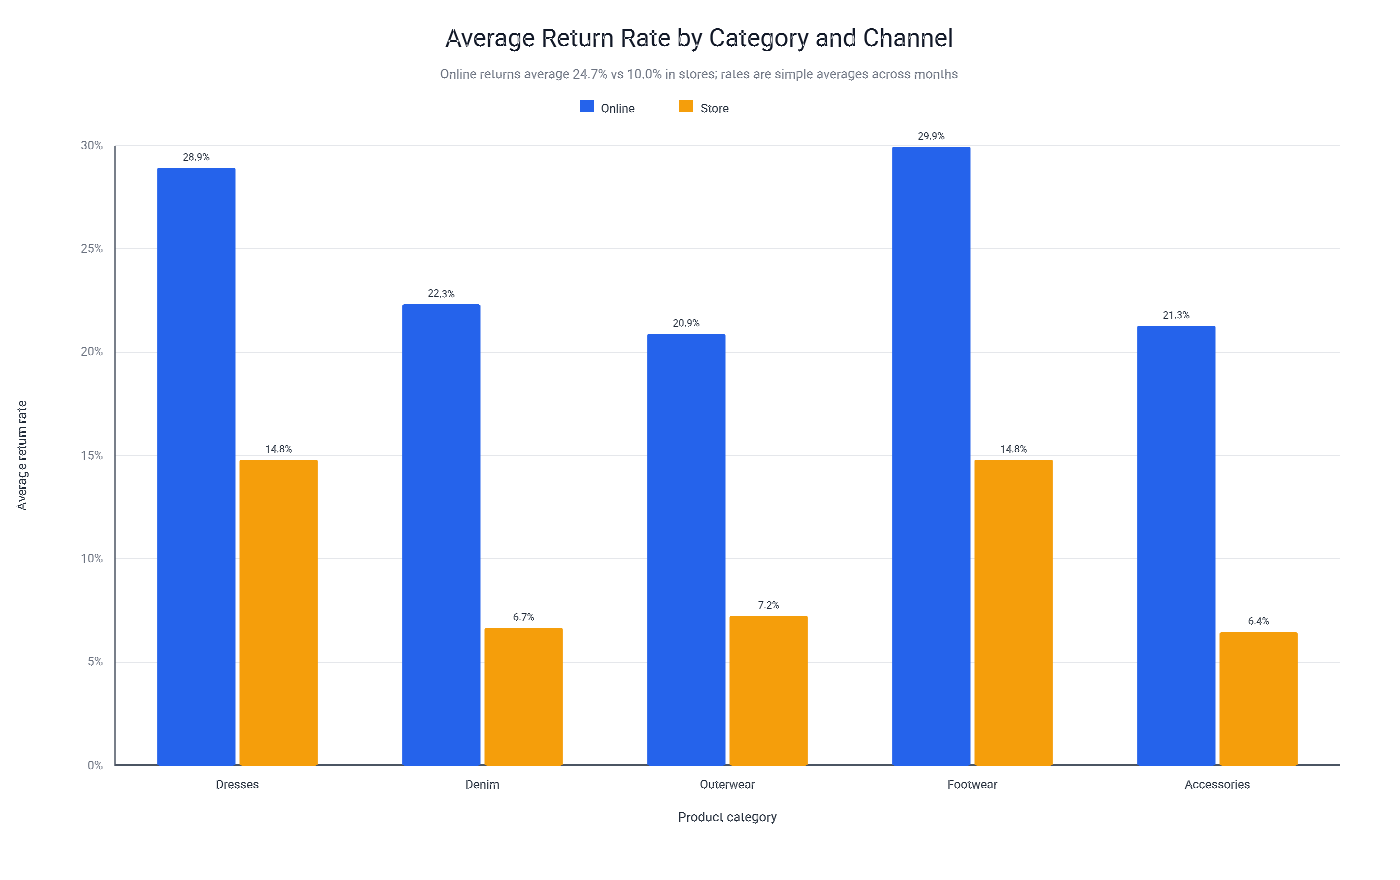 Average Return Rate by Category and Channel
Online returns average 24.7% vs 10.0% in stores; rates are simple averages across months
Online
Store
30%
25%
20%
15%
10%
5%
0%
Average return rate
28.9%
14.8%
22.3%
6.7%
20.9%
7.2%
29.9%
14.8%
21.3%
6.4%
Dresses
Denim
Outerwear
Footwear
Accessories
Product category